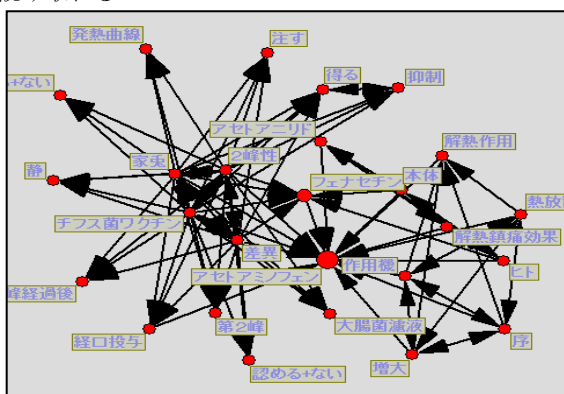 発熱曲線
注す
+ない
得る
抑制
アセトアニリド
解熱作用
家兎
2峰性
本体
静
フェナセチン
熱放
チフス菌ワクチン
解熱鎮痛効果
差異
アセトアミノフェン
作用機
ヒト
峰経過後
経口投与
第2峰
大腸菌濾液
序
増大
認める+ない